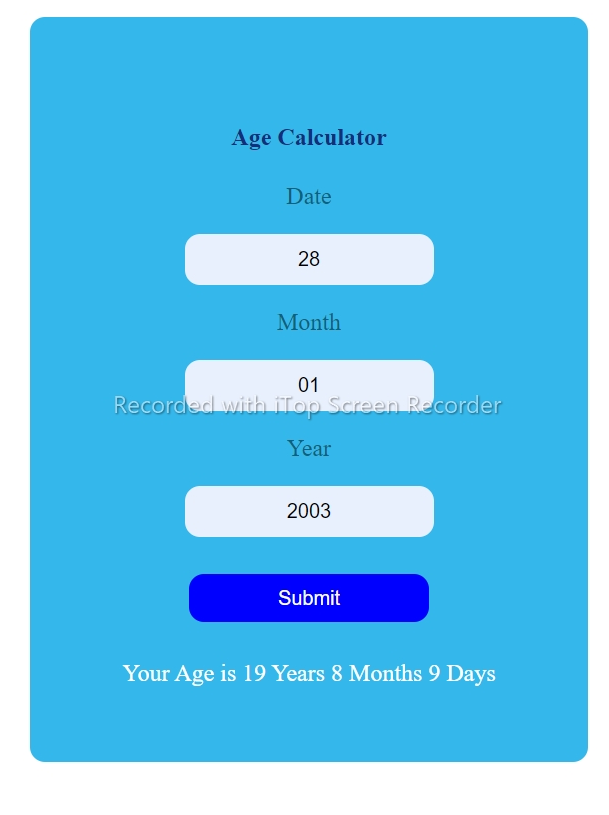 Age Calculator
Date
28
Month
01
Recorded with iTop Screen Recorder
Year
2003
Submit
Your Age is 19 Years 8 Months 9 Days